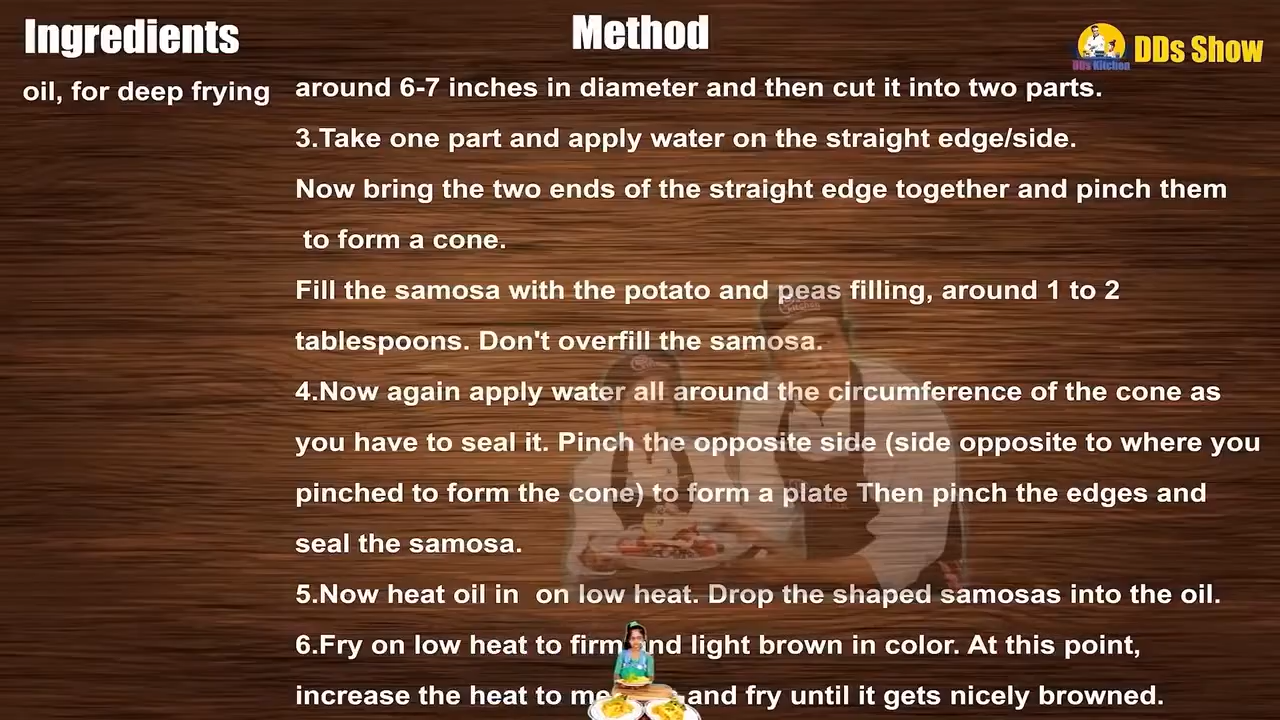 Ingredients
Method
DDs Kitchen
DDs Show
oil, for deep frying
around 6-7 inches in diameter and then cut it into two parts.
3.Take one part and apply water on the straight edge/side.
Now bring the two ends of the straight edge together and pinch them
to form a cone.
Fill the samosa with the potato and peas filling, around 1 to 2
tablespoons. Don't overfill the samosa.
4.Now again apply water all around the circumference of the cone as
you have to seal it. Pinch the opposite side (side opposite to where you
pinched to form the cone) to form a plate Then pinch the edges and
seal the samosa.
5.Now heat oil in  on low heat. Drop the shaped samosas into the oil.
6.Fry on low heat to firm and light brown in color. At this point,
increase the heat to and fry until it gets nicely browned.